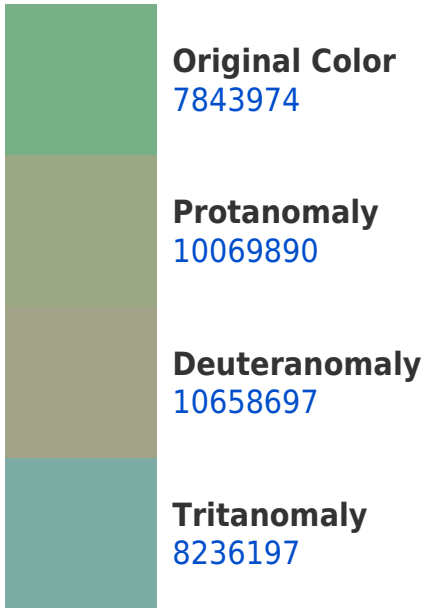 Original Color
7843974
Protanomaly
10069890
Deuteranomaly
10658697
Tritanomaly
8236197